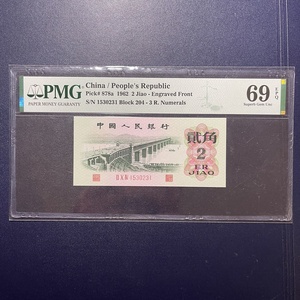 PMG
PAPER MONEY GUARANTY
China / People's Republic
Pick# 878a 1962 2 Jiao - Engraved Front
S/N 1530231 Block 204 - 3 R. Numerals
69 EPQ
Superb Gem Unc
中国人民银行
贰角
2
ER
JIAO
1530231